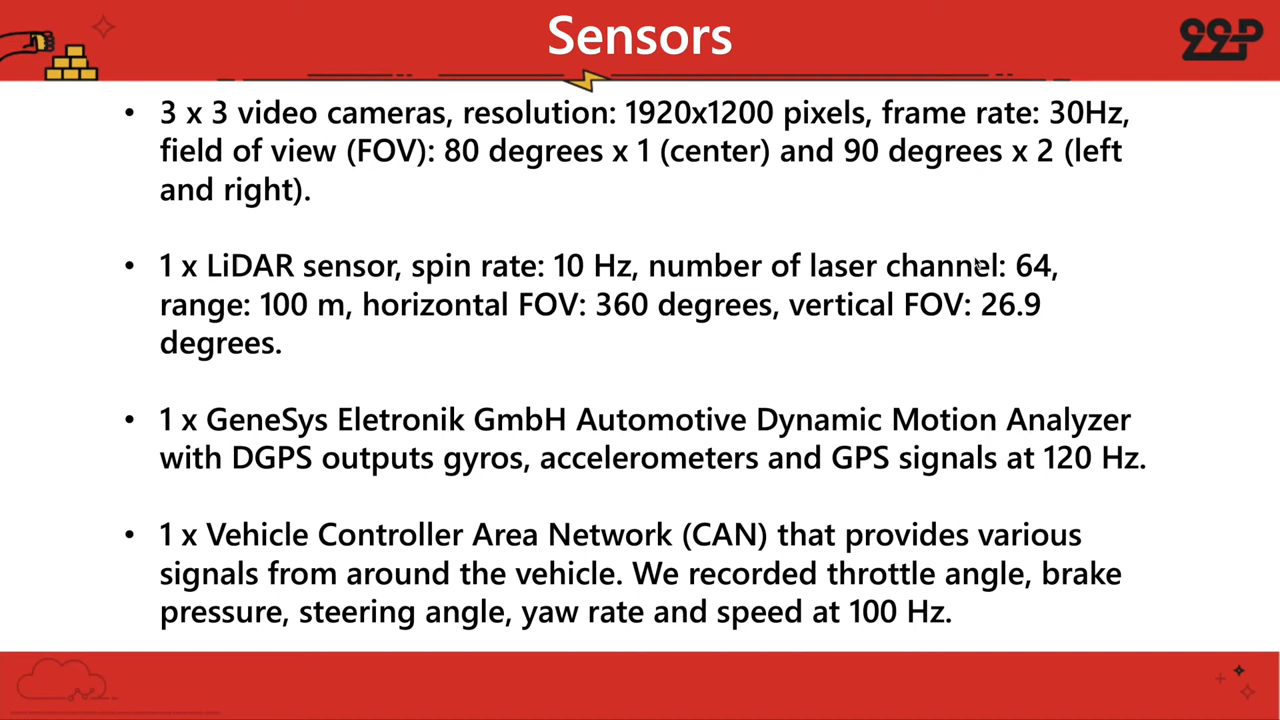 Sensors
99P
• 3 x 3 video cameras, resolution: 1920x1200 pixels, frame rate: 30Hz,
field of view (FOV): 80 degrees x 1 (center) and 90 degrees x 2 (left
and right).
• 1 x LiDAR sensor, spin rate: 10 Hz, number of laser channel: 64,
range: 100 m, horizontal FOV: 360 degrees, vertical FOV: 26.9
degrees.
• 1 x GeneSys Eletronik GmbH Automotive Dynamic Motion Analyzer
with DGPS outputs gyros, accelerometers and GPS signals at 120 Hz.
• 1 x Vehicle Controller Area Network (CAN) that provides various
signals from around the vehicle. We recorded throttle angle, brake
pressure, steering angle, yaw rate and speed at 100 Hz.